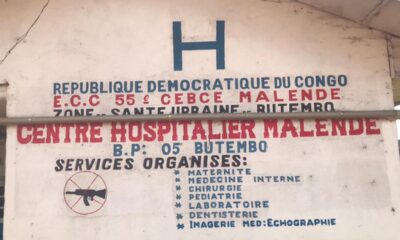 H
REPUBLIQUE DEMOCRATIQUE DU CONGO
E.C.C 55e CEBCE MALENDE
ZONE DE SANTE URBAINE DE BUTEMBO
CENTRE HOSPITALIER MALENDE
B.P: 05 BUTEMBO
SERVICES ORGANISES:
* MATERNITE
* MEDECINE INTERNE
* CHIRURGIE
* PEDIATRIE
* LABORATOIRE
* DENTISTERIE
* IMAGERIE MED: ECHOGRAPHIE